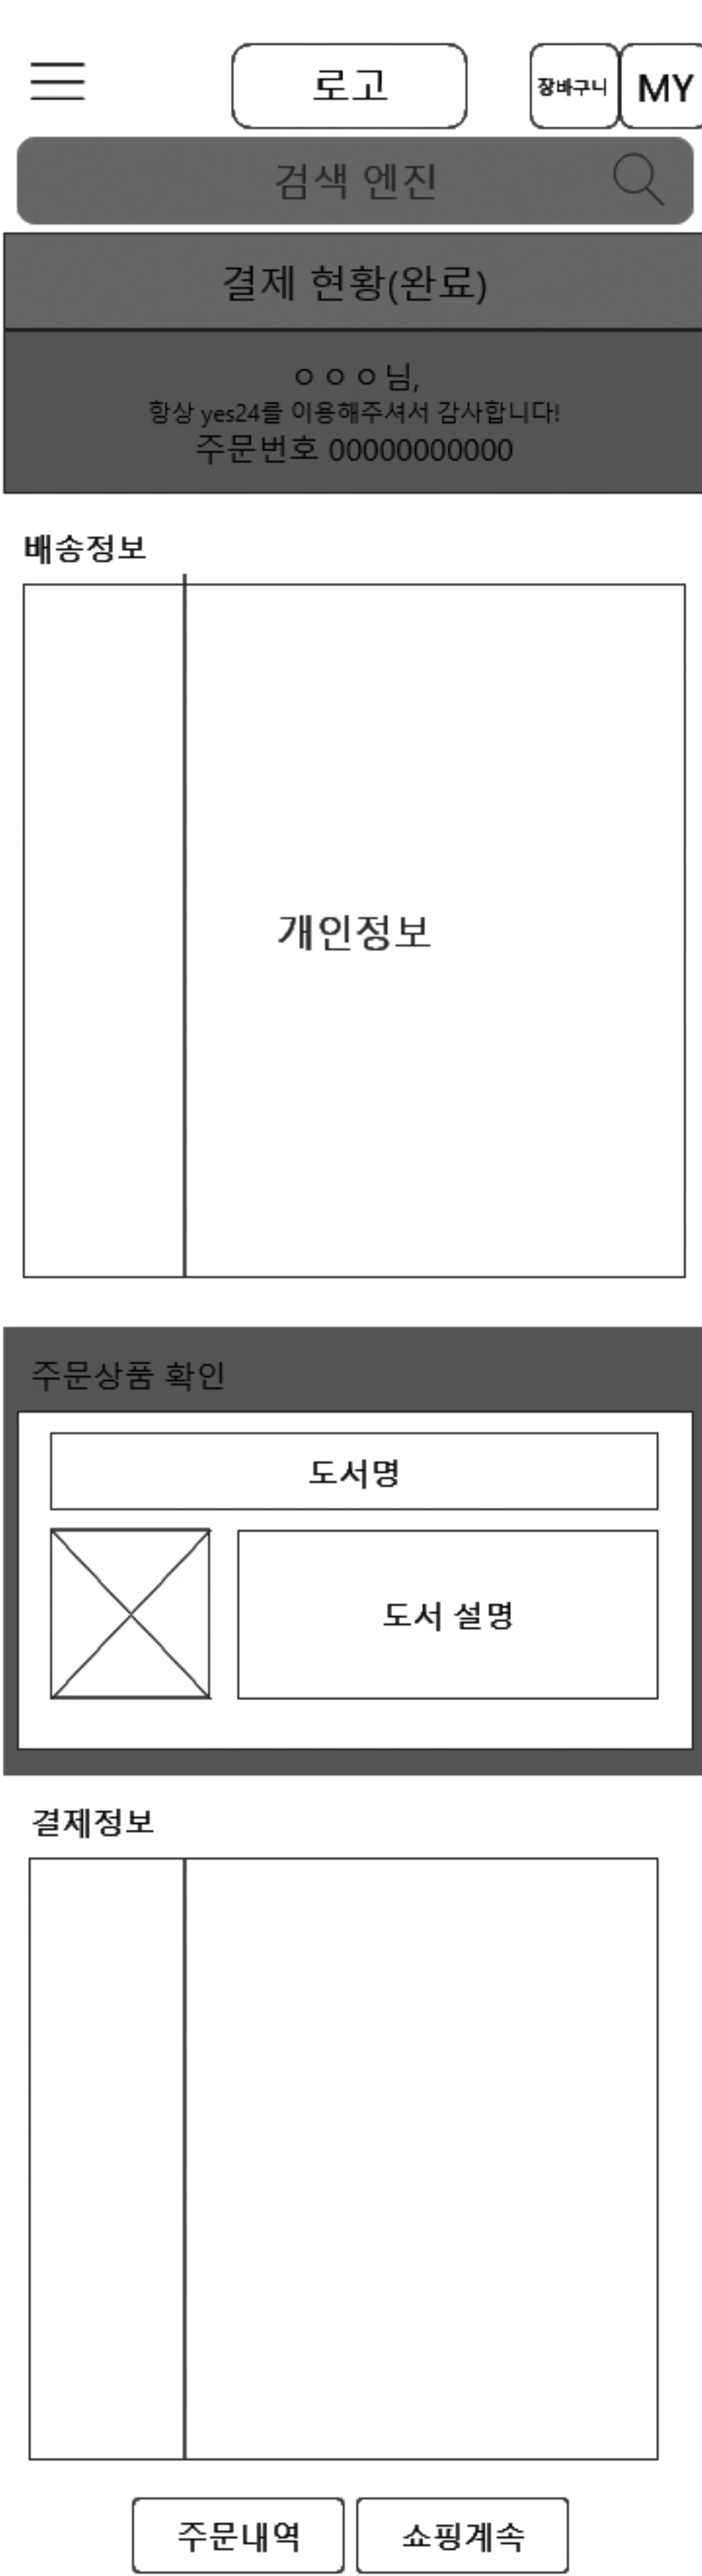 로고
장바구니
MY
검색 엔진
결제 현황(완료)
ㅇㅇㅇ님,
항상 yes24를 이용해주셔서 감사합니다!
주문번호 00000000000
배송정보
개인정보
주문상품 확인
도서명
도서 설명
결제정보
주문내역
쇼핑계속